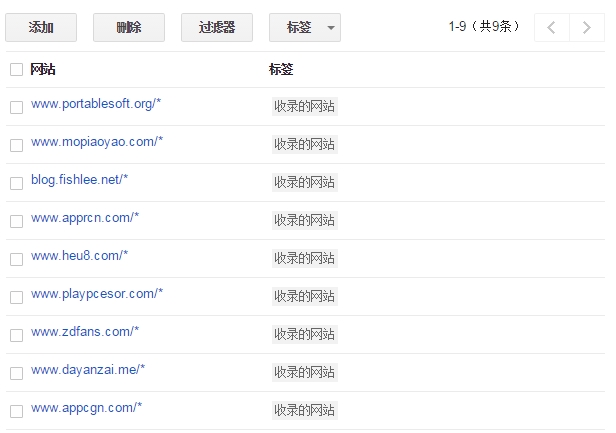 添加 删除 过滤器 标签 1-9（共9条）
网站 标签
www.portablesoft.org/* 收录的网站
www.mopiaoyao.com/* 收录的网站
blog.fishlee.net/* 收录的网站
www.apprcn.com/* 收录的网站
www.heu8.com/* 收录的网站
www.playpcesor.com/* 收录的网站
www.zdfans.com/* 收录的网站
www.dayanzai.me/* 收录的网站
www.appcgn.com/* 收录的网站